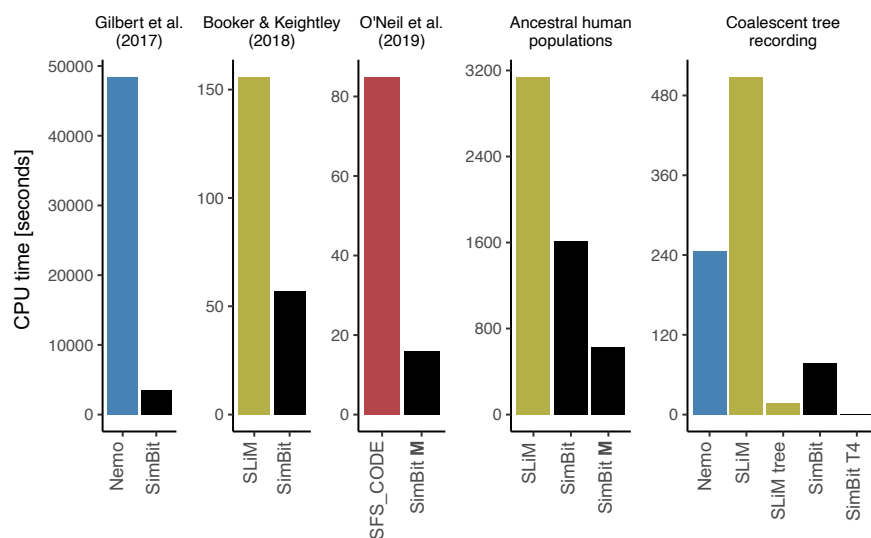 Gilbert et al.
(2017)
Booker & Keightley
(2018)
O'Neil et al.
(2019)
Ancestral human
populations
Coalescent tree
recording
CPU time [seconds]
50000
40000
30000
20000
10000
0
Nemo
SimBit
150
100
50
0
SLiM
SimBit
80
60
40
20
0
SFS_CODE
SimBit M
3200
2400
1600
800
0
SLiM
SimBit
SimBit M
480
360
240
120
0
Nemo
SLiM
SLiM tree
SimBit
SimBit T4